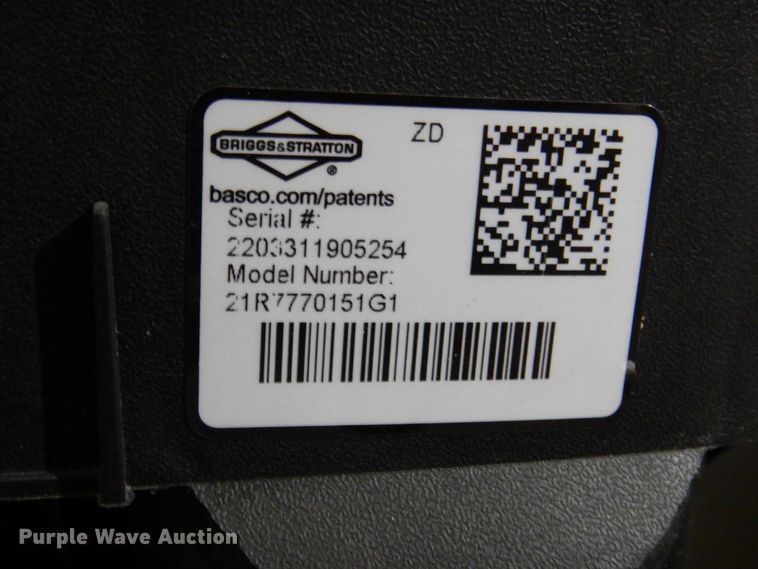 BRIGGS&STRATTON
®
ZD
basco.com/patents
Serial #:
2203311905254
Model Number:
21R7770151G1
Purple Wave Auction